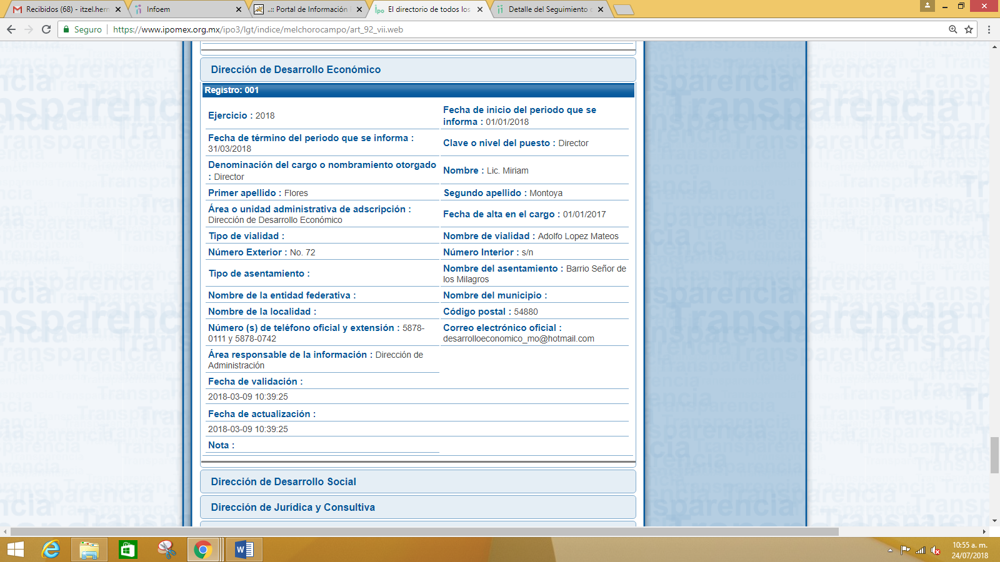 Recibidos (68) - itzel.hern
Infoem
..:: Portal de Información
El directorio de todos los
Detalle del Seguimiento
Seguro
https://www.ipomex.org.mx/ipo3/lgt/indice/melchorocampo/art_92_vii.web
Dirección de Desarrollo Económico
Registro: 001
Ejercicio : 2018
Fecha de inicio del periodo que se
informa : 01/01/2018
Fecha de término del periodo que se informa :
31/03/2018
Clave o nivel del puesto : Director
Denominación del cargo o nombramiento otorgado
: Director
Nombre : Lic. Miriam
Primer apellido : Flores
Segundo apellido : Montoya
Área o unidad administrativa de adscripción :
Dirección de Desarrollo Económico
Fecha de alta en el cargo : 01/01/2017
Tipo de vialidad :
Nombre de vialidad : Adolfo Lopez Mateos
Número Exterior : No. 72
Número Interior : s/n
Tipo de asentamiento :
Nombre del asentamiento : Barrio Señor de
los Milagros
Nombre de la entidad federativa :
Nombre del municipio :
Nombre de la localidad :
Código postal : 54880
Número (s) de teléfono oficial y extensión : 5878-
0111 y 5878-0742
Correo electrónico oficial :
desarrolloeconomico_mo@hotmail.com
Área responsable de la información : Dirección de
Administración
Fecha de validación :
2018-03-09 10:39:25
Fecha de actualización :
2018-03-09 10:39:25
Nota :
Dirección de Desarrollo Social
Dirección de Jurídica y Consultiva
10:55 a. m.
24/07/2018